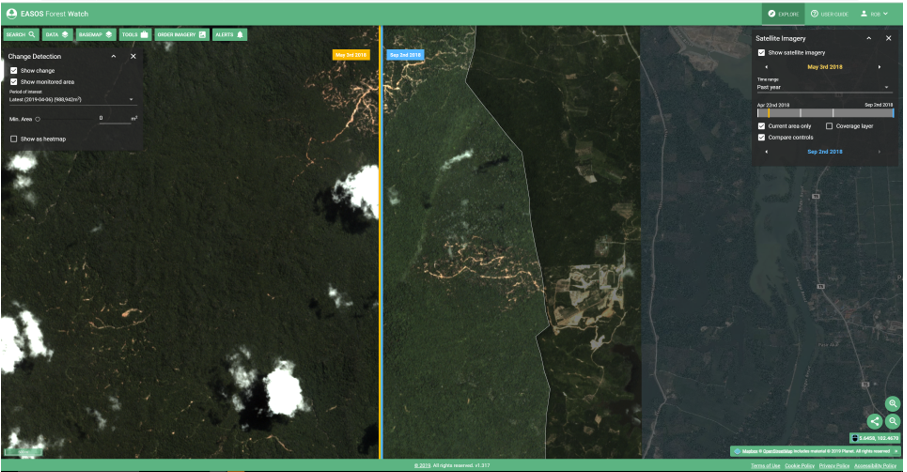 EASOS Forest Watch
EXPLORE
USER GUIDE
ROB
SEARCH
DATA
BASEMAP
TOOLS
ORDER IMAGERY
ALERTS
Change Detection
Show change
Show monitored area
Period of interest
Latest (2019-04-06) (988,942m²)
Min. Area
0
m²
Show as heatmap
May 3rd 2018
Sep 2nd 2018
Satellite Imagery
Show satellite imagery
May 3rd 2018
Time range
Past year
Apr 22nd 2018
Sep 2nd 2018
Current area only
Coverage layer
Compare controls
Sep 2nd 2018
5.6458, 102.4670
Mapbox © OpenStreetMap Includes material © 2019 Planet. All rights reserved
© 2019. All rights reserved. v1.317
Terms of Use Cookie Policy Privacy Policy Accessibility Policy